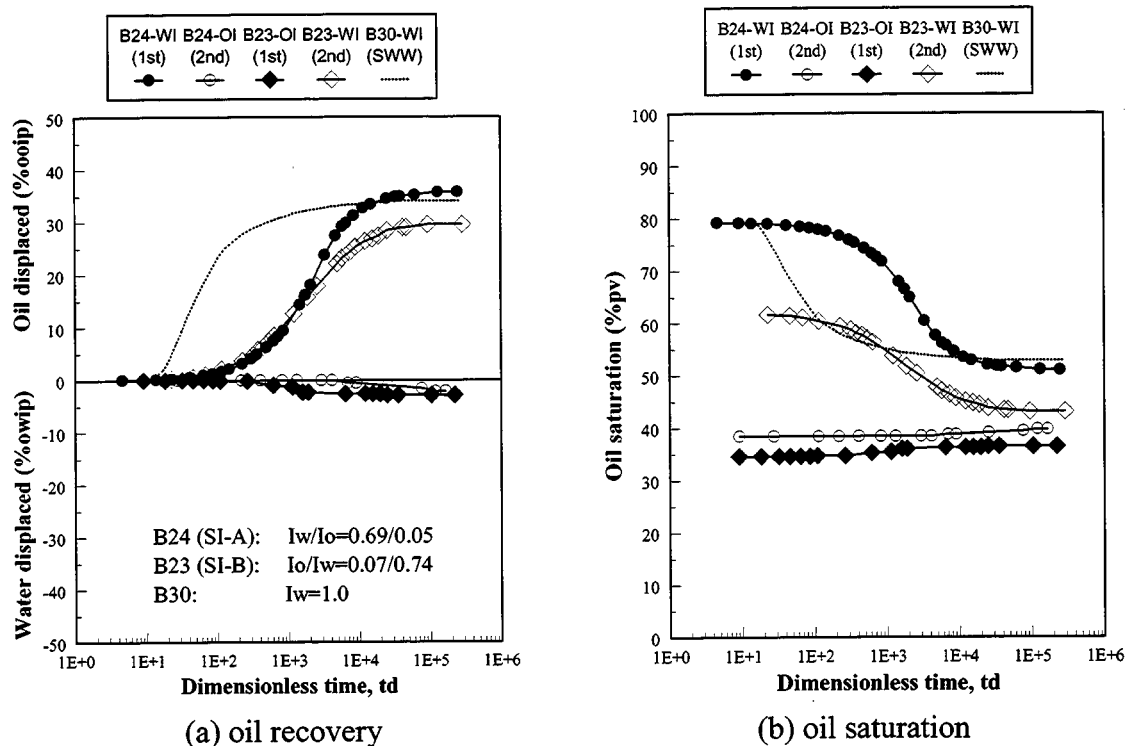 B24-WI B24-OI B23-OI B23-WI B30-WI
(1st) (2nd) (1st) (2nd) (SWW)
50
40
30
20
10
0
-10
-20
-30
-40
-50
Oil displaced (%ooip)
Water displaced (%owip)
B24 (SI-A): Iw/Io=0.69/0.05
B23 (SI-B): Io/Iw=0.07/0.74
B30: Iw=1.0
1E+0 1E+1 1E+2 1E+3 1E+4 1E+5 1E+6
Dimensionless time, td
(a) oil recovery
B24-WI B24-OI B23-OI B23-WI B30-WI
(1st) (2nd) (1st) (2nd) (SWW)
100
90
80
70
60
50
40
30
20
10
0
Oil saturation (%pv)
1E+0 1E+1 1E+2 1E+3 1E+4 1E+5 1E+6
Dimensionless time, td
(b) oil saturation